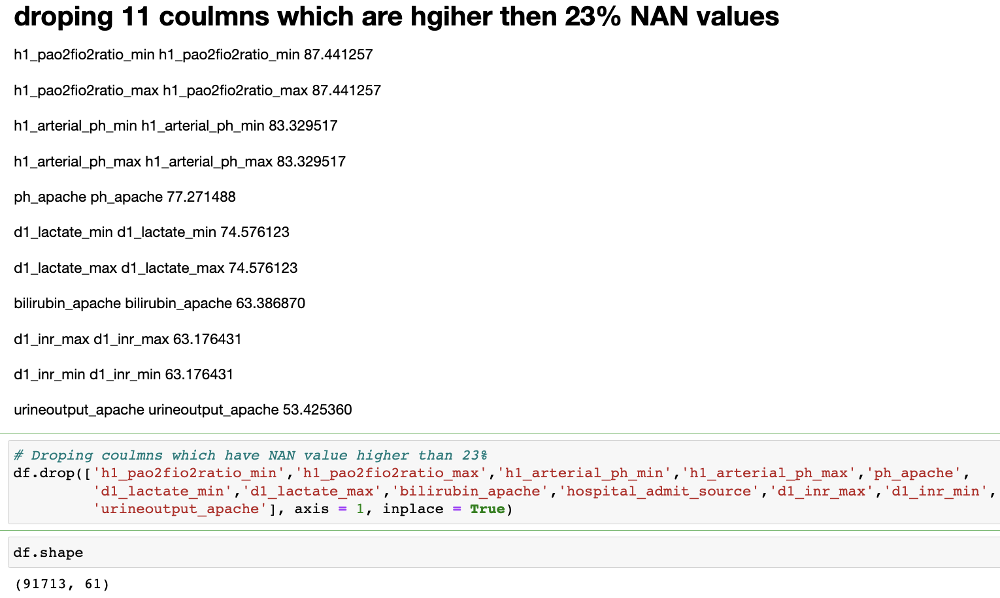 droping 11 coulmns which are hgiher then 23% NAN values
h1_pao2fio2ratio_min h1_pao2fio2ratio_min 87.441257
h1_pao2fio2ratio_max h1_pao2fio2ratio_max 87.441257
h1_arterial_ph_min h1_arterial_ph_min 83.329517
h1_arterial_ph_max h1_arterial_ph_max 83.329517
ph_apache ph_apache 77.271488
d1_lactate_min d1_lactate_min 74.576123
d1_lactate_max d1_lactate_max 74.576123
bilirubin_apache bilirubin_apache 63.386870
d1_inr_max d1_inr_max 63.176431
d1_inr_min d1_inr_min 63.176431
urineoutput_apache urineoutput_apache 53.425360
# Droping coulmns which have NAN value higher than 23%
df.drop(['h1_pao2fio2ratio_min','h1_pao2fio2ratio_max','h1_arterial_ph_min','h1_arterial_ph_max','ph_apache',
'd1_lactate_min','d1_lactate_max','bilirubin_apache','hospital_admit_source','d1_inr_max','d1_inr_min',
'urineoutput_apache'], axis = 1, inplace = True)
df.shape
(91713, 61)